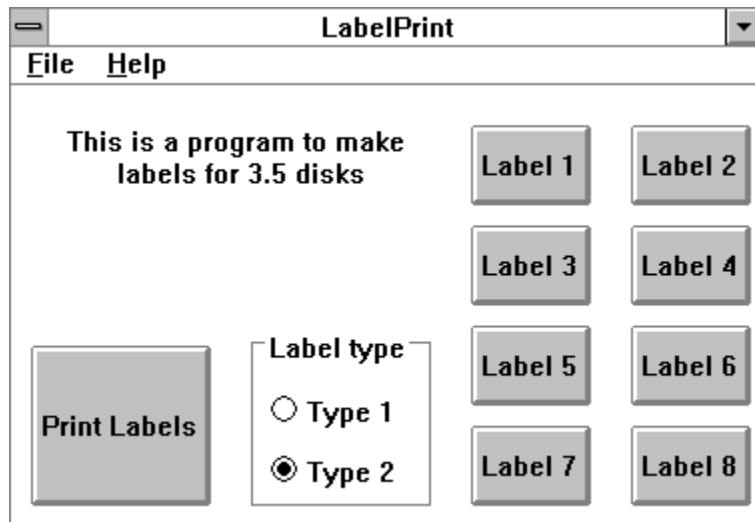 LabelPrint
File Help
This is a program to make
labels for 3.5 disks
Label 1 Label 2
Label 3 Label 4
Label 5 Label 6
Label 7 Label 8
Print Labels
Label type
Type 1
Type 2